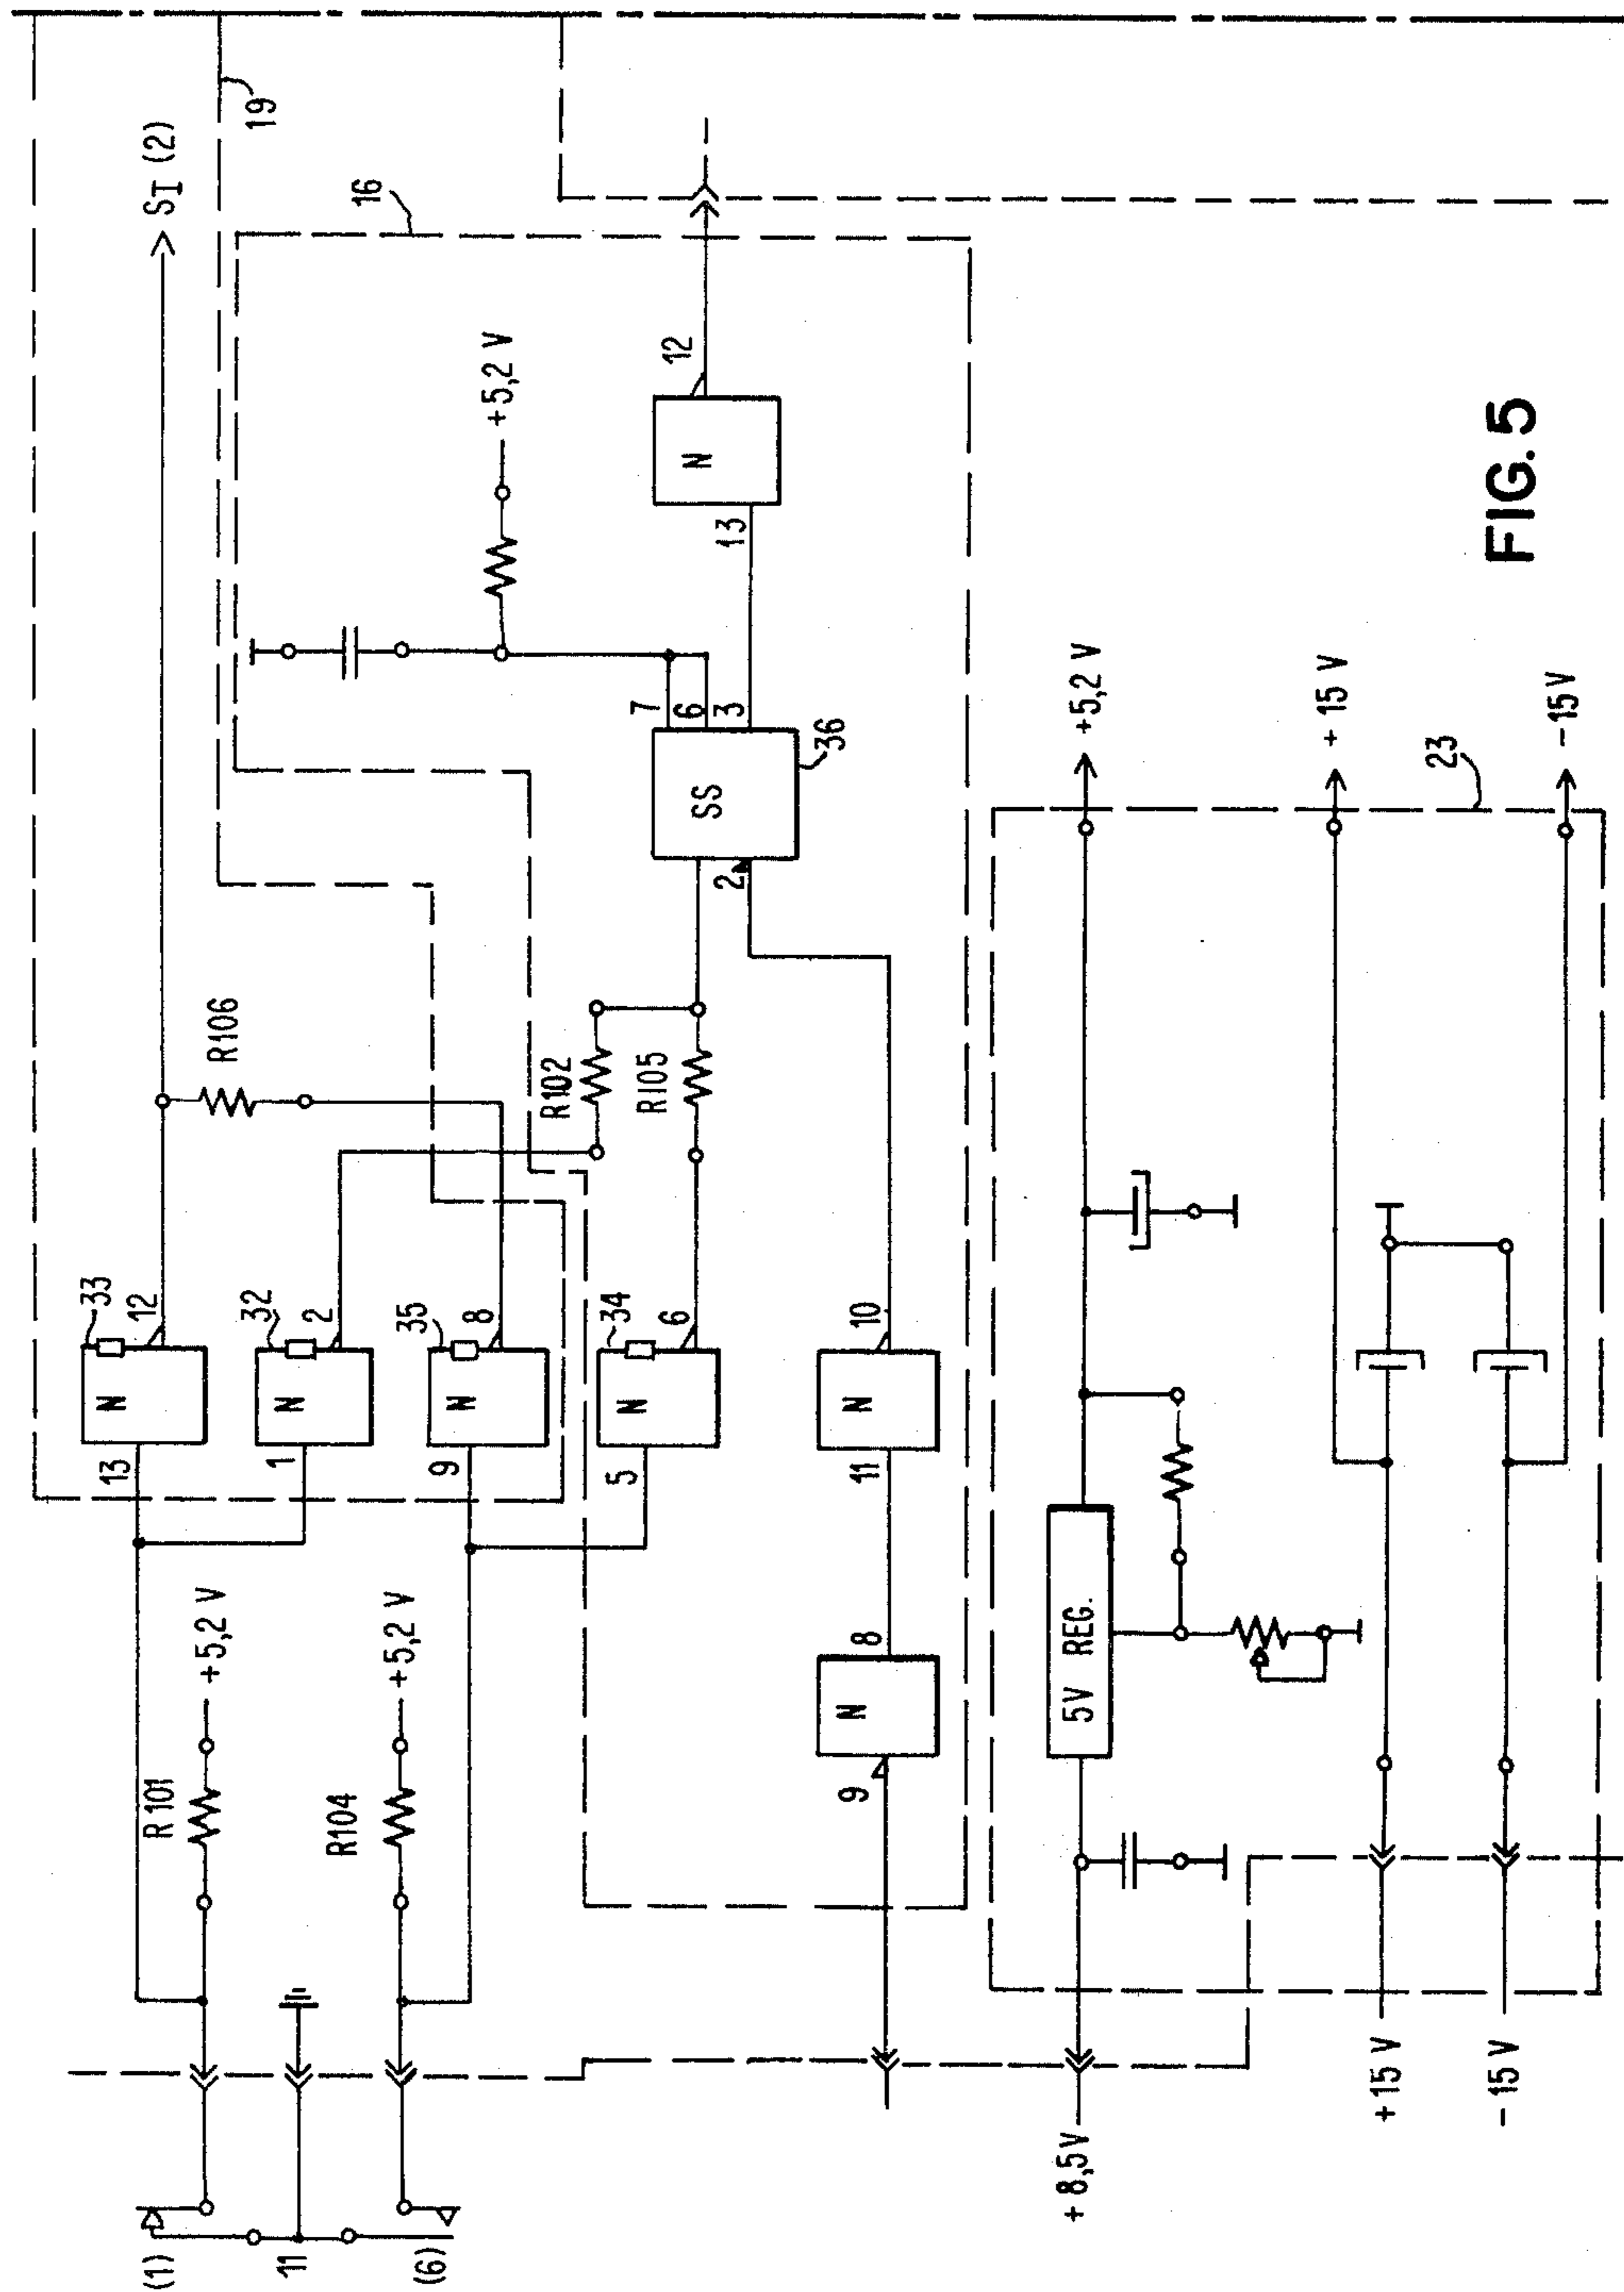 19
S_I (2)
16
+5,2 V
12
N
13
7
6
3
SS
36
2
R106
R102
R105
33
12
N
13
32
2
N
1
35
8
N
9
34
6
N
5
10
N
11
8
N
9
R101
+5,2 V
R104
+5,2 V
(1)
11
(6)
+5,2 V
+15 V
-15 V
23
5V REG.
+8,5V
+15 V
-15 V
FIG. 5